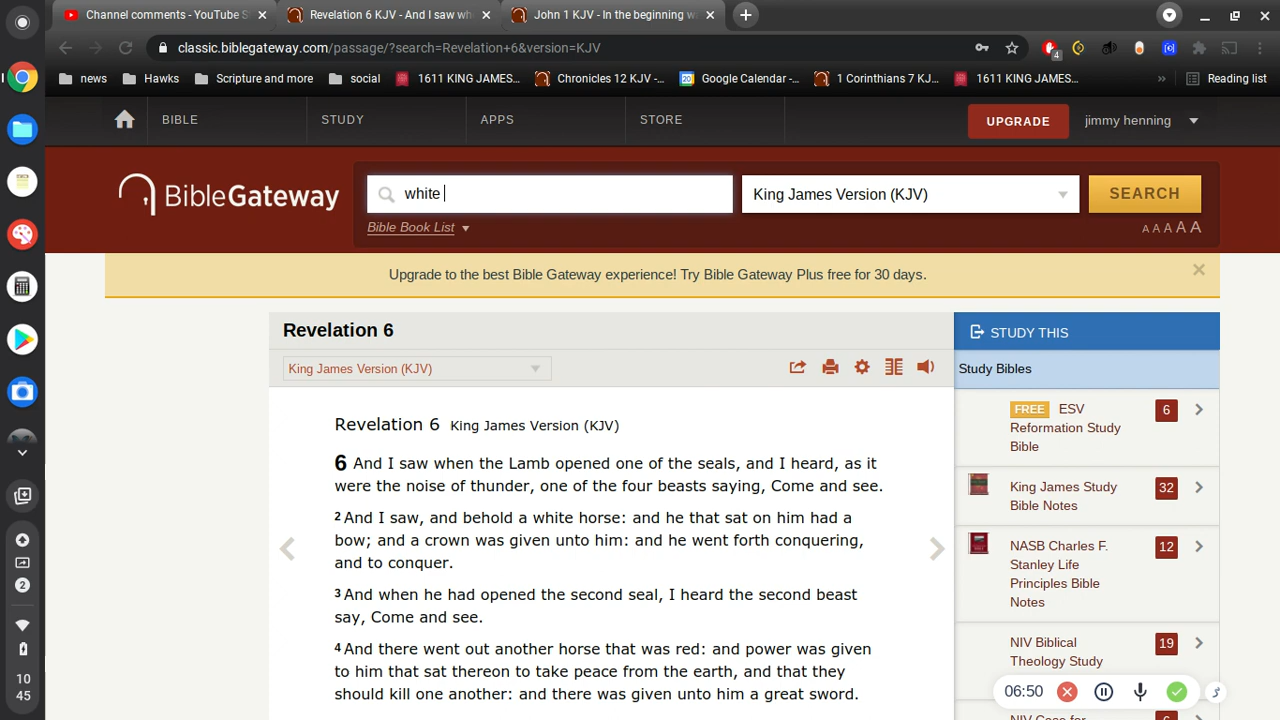 Channel comments - YouTube S
Revelation 6 KJV - And I saw wh
John 1 KJV - In the beginning w
classic.biblegateway.com/passage/?search=Revelation+6&version=KJV
4
news
Hawks
Scripture and more
social
1611 KING JAMES...
Chronicles 12 KJV -...
Google Calendar -...
1 Corinthians 7 KJ...
1611 KING JAMES...
»
Reading list
BIBLE
STUDY
APPS
STORE
UPGRADE
jimmy henning
BibleGateway
white
King James Version (KJV)
SEARCH
Bible Book List
A A A A A
Upgrade to the best Bible Gateway experience! Try Bible Gateway Plus free for 30 days.
Revelation 6
King James Version (KJV)
Revelation 6 King James Version (KJV)
6 And I saw when the Lamb opened one of the seals, and I heard, as it
were the noise of thunder, one of the four beasts saying, Come and see.
2 And I saw, and behold a white horse: and he that sat on him had a
bow; and a crown was given unto him: and he went forth conquering,
and to conquer.
3 And when he had opened the second seal, I heard the second beast
say, Come and see.
4 And there went out another horse that was red: and power was given
to him that sat thereon to take peace from the earth, and that they
should kill one another: and there was given unto him a great sword.
STUDY THIS
Study Bibles
FREE ESV
Reformation Study
Bible
6
King James Study
Bible Notes
32
NASB Charles F.
Stanley Life
Principles Bible
Notes
12
NIV Biblical
Theology Study
19
06:50
2
10
45